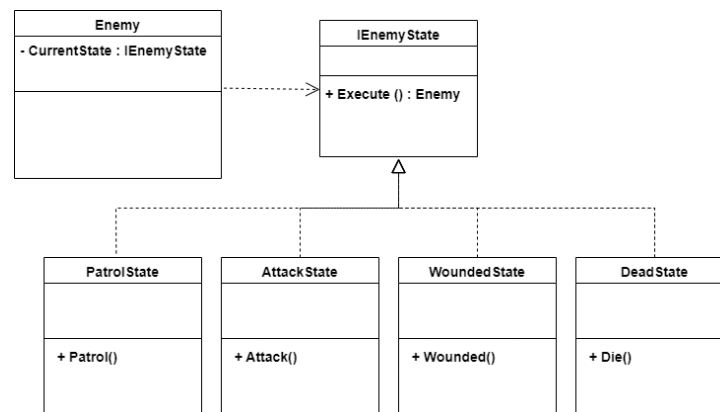 Enemy
- CurrentState : IEnemyState
IEnemyState
+ Execute () : Enemy
PatrolState
+ Patrol()
AttackState
+ Attack()
WoundedState
+ Wounded()
DeadState
+ Die()